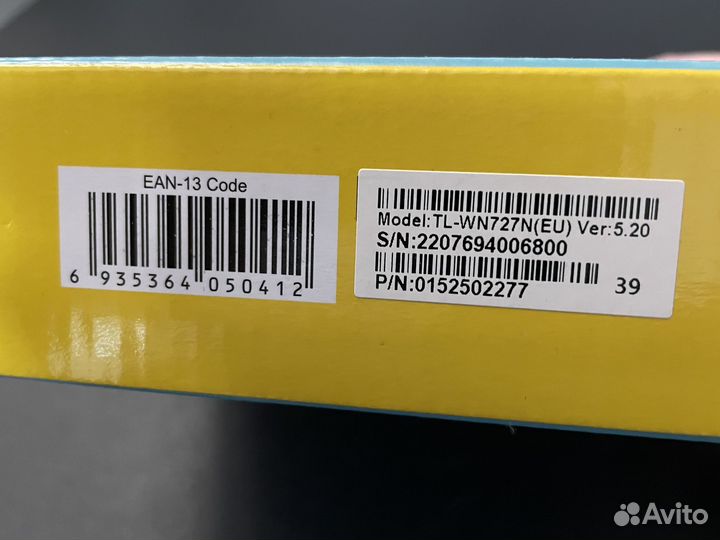 EAN-13 Code
6 935364 050412
Model:TL-WN727N(EU) Ver:5.20
S/N:2207694006800
P/N:0152502277
39
Avito